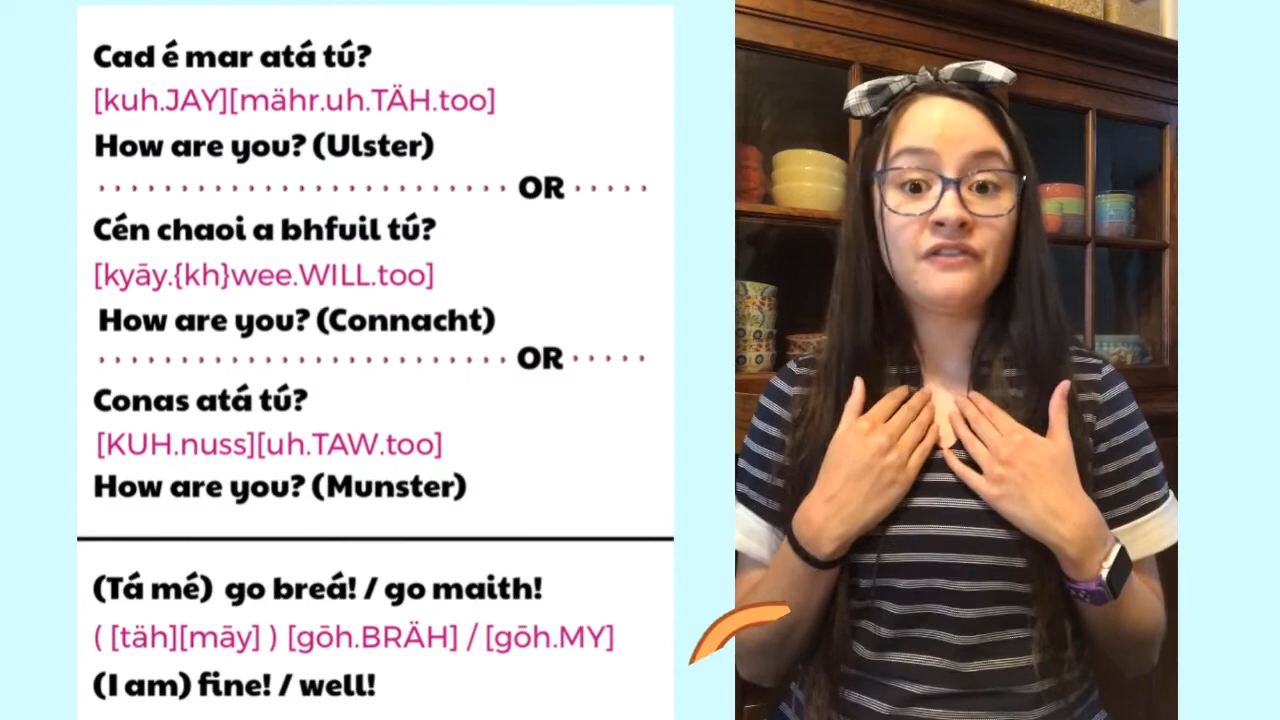 Cad é mar atá tú?
[kuh.JAY][mähr.uh.TÄH.too]
How are you? (Ulster)
OR
Cén chaoi a bhfuil tú?
[kyāy.{kh}wee.WILL.too]
How are you? (Connacht)
OR
Conas atá tú?
[KUH.nuss][uh.TAW.too]
How are you? (Munster)
(Tá mé) go breá! / go maith!
( [täh][māy] ) [gōh.BRÄH] / [gōh.MY]
(I am) fine! / well!